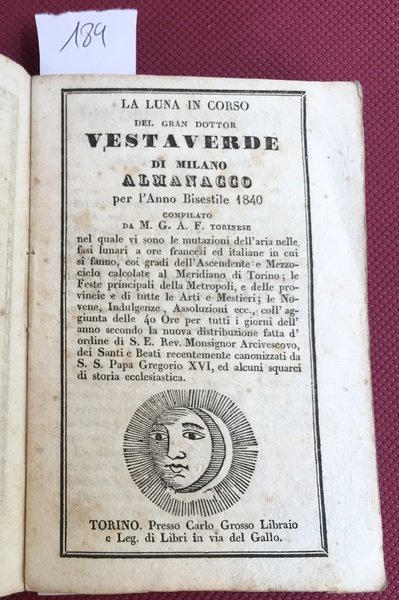 189
LA LUNA IN CORSO
DEL GRAN DOTTOR
VESTAVERDE
DI MILANO
ALMANACCO
per l'Anno Bisestile 1840
COMPILATO
DA M. G. A. F. TORINESE
nel quale vi sono le mutazioni dell'aria nelle
fasi lunari a ore francesi ed italiane in cui
si fanno, coi gradi dell'Ascendente e Mezzo-
cielo calcolate al Meridiano di Torino; le
Feste principali della Metropoli, e delle pro-
vincie e di tutte le Arti e Mestieri; le No-
vene, Indulgenze, Assoluzioni ecc., coll'ag-
giunta delle 40 Ore per tutti i giorni dell'
anno secondo la nuova distribuzione fatta d'
ordine di S. E. Rev. Monsignor Arcivescovo,
dei Santi e Beati recentemente canonizzati da
S. S. Papa Gregorio XVI, ed alcuni squarci
di storia ecclesiastica.
TORINO. Presso Carlo Grosso Libraio
e Leg. di Libri in via del Gallo.